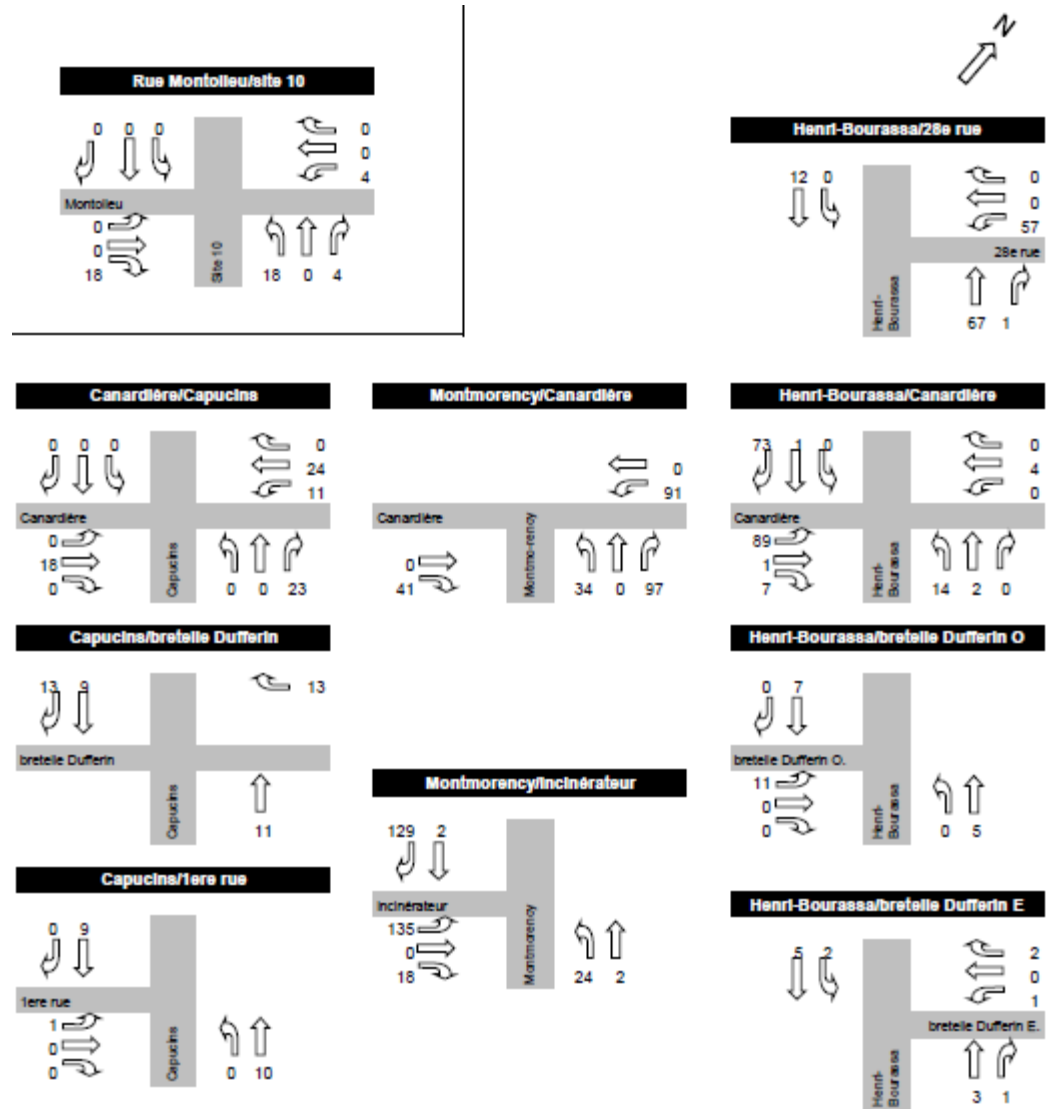 N
Rue Montolieu/site 10
0 0 0
0
0
4
Montolieu
0
0
18
Site 10
18 0 4
Henri-Bourassa/28e rue
12 0
0
0
57
28e rue
Henri-
Bourassa
67 1
Canardière/Capucins
0 0 0
0
24
11
Canardière
0
18
0
Capucins
0 0 23
Montmorency/Canardière
0
91
Canardière
0
41
Montmo-rency
34 0 97
Henri-Bourassa/Canardière
73 1 0
0
4
0
Canardière
89
1
7
Henri-
Bourassa
14 2 0
Capucins/bretelle Dufferin
13 9
13
bretelle Dufferin
Capucins
11
Henri-Bourassa/bretelle Dufferin O
0 7
bretelle Dufferin O.
11
0
0
Henri-
Bourassa
0 5
Montmorency/Incinérateur
129 2
Incinérateur
135
0
18
Montmorency
24 2
Capucins/1ere rue
0 9
1ere rue
1
0
0
Capucins
0 10
Henri-Bourassa/bretelle Dufferin E
5 2
2
0
1
bretelle Dufferin E.
Henri-
Bourassa
3 1